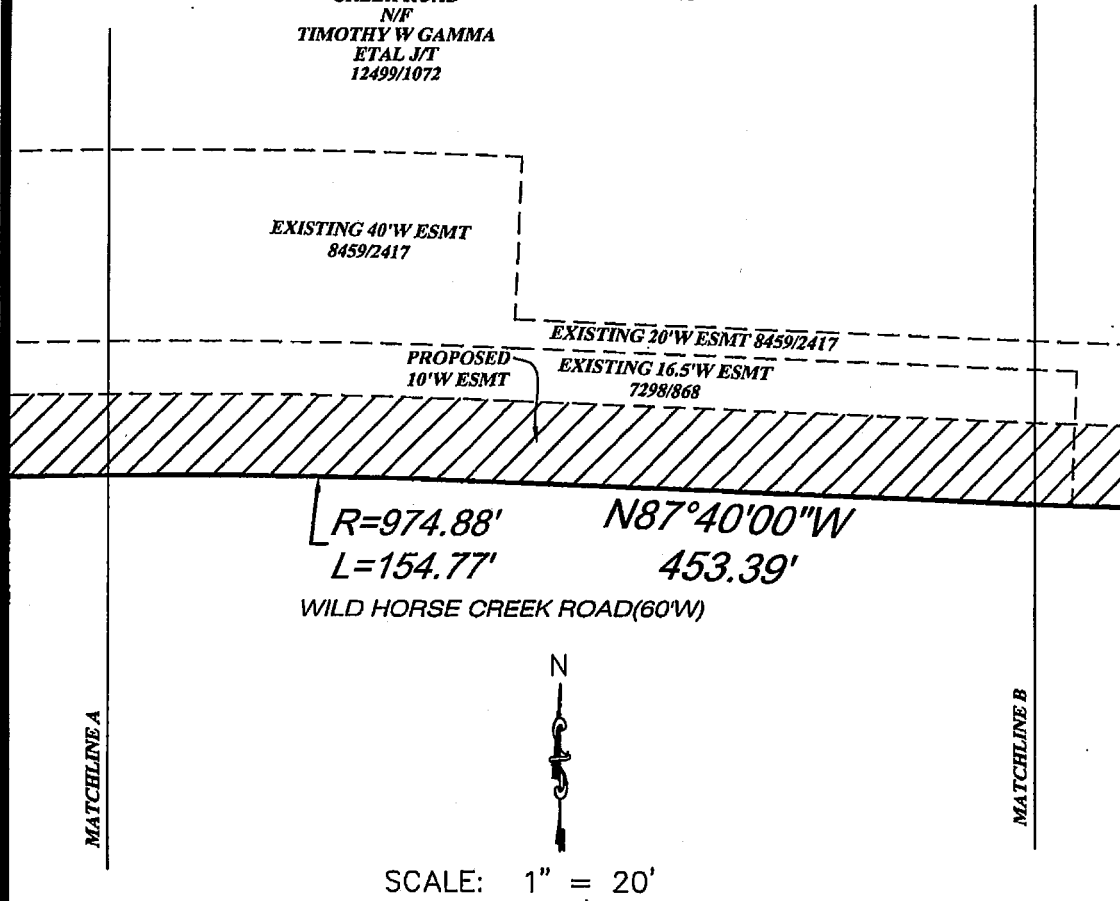 N/F
TIMOTHY W GAMMA
ETAL J/T
12499/1072
EXISTING 40'W ESMT
8459/2417
EXISTING 20'W ESMT 8459/2417
PROPOSED
10'W ESMT
EXISTING 16.5'W ESMT
7298/868
R=974.88'
L=154.77'
N87°40'00"W
453.39'
WILD HORSE CREEK ROAD(60'W)
N
MATCHLINE A
MATCHLINE B
SCALE: 1" = 20'